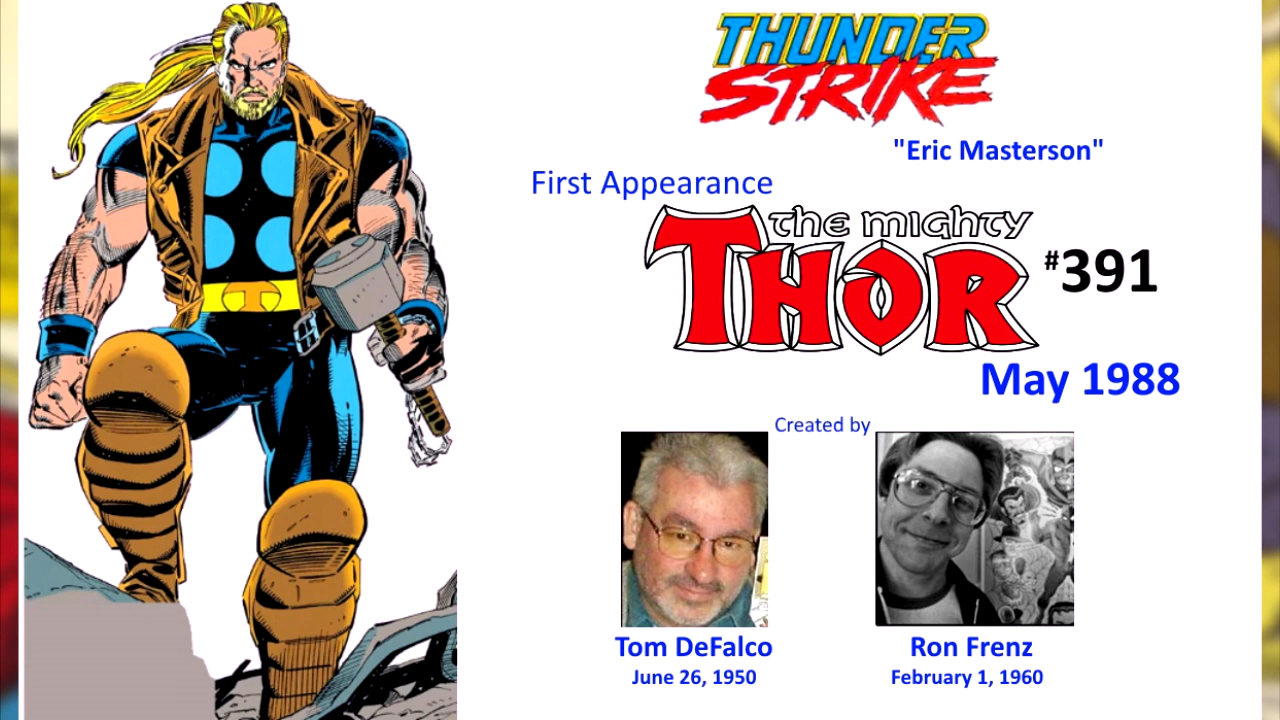 THUNDER
STRIKE
"Eric Masterson"
First Appearance
the mighty
THOR #391
May 1988
Created by
Tom DeFalco
June 26, 1950
Ron Frenz
February 1, 1960